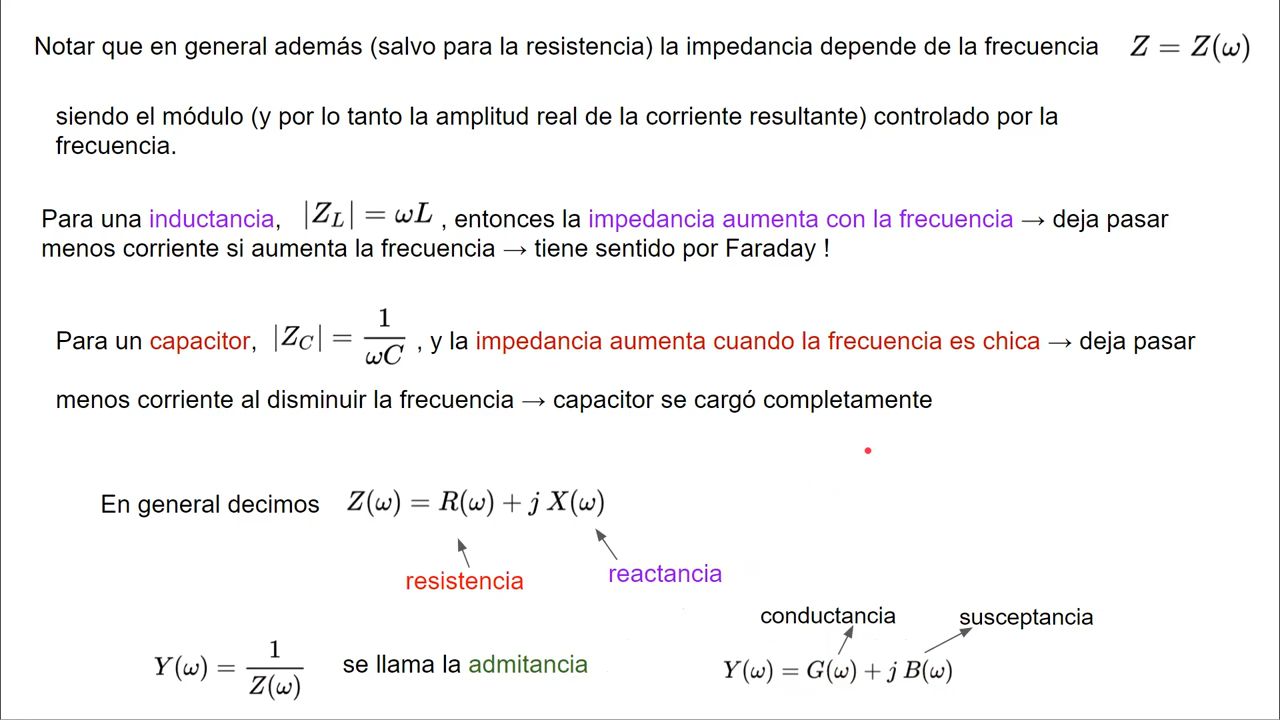 Notar que en general además (salvo para la resistencia) la impedancia depende de la frecuencia Z = Z(ω)
siendo el módulo (y por lo tanto la amplitud real de la corriente resultante) controlado por la
frecuencia.
Para una inductancia, |Z_L| = ωL , entonces la impedancia aumenta con la frecuencia → deja pasar
menos corriente si aumenta la frecuencia → tiene sentido por Faraday !
Para un capacitor, |Z_C| = 1/(ωC) , y la impedancia aumenta cuando la frecuencia es chica → deja pasar
menos corriente al disminuir la frecuencia → capacitor se cargó completamente
En general decimos Z(ω) = R(ω) + j X(ω)
resistencia reactancia
conductancia susceptancia
Y(ω) = 1/Z(ω) se llama la admitancia Y(ω) = G(ω) + j B(ω)